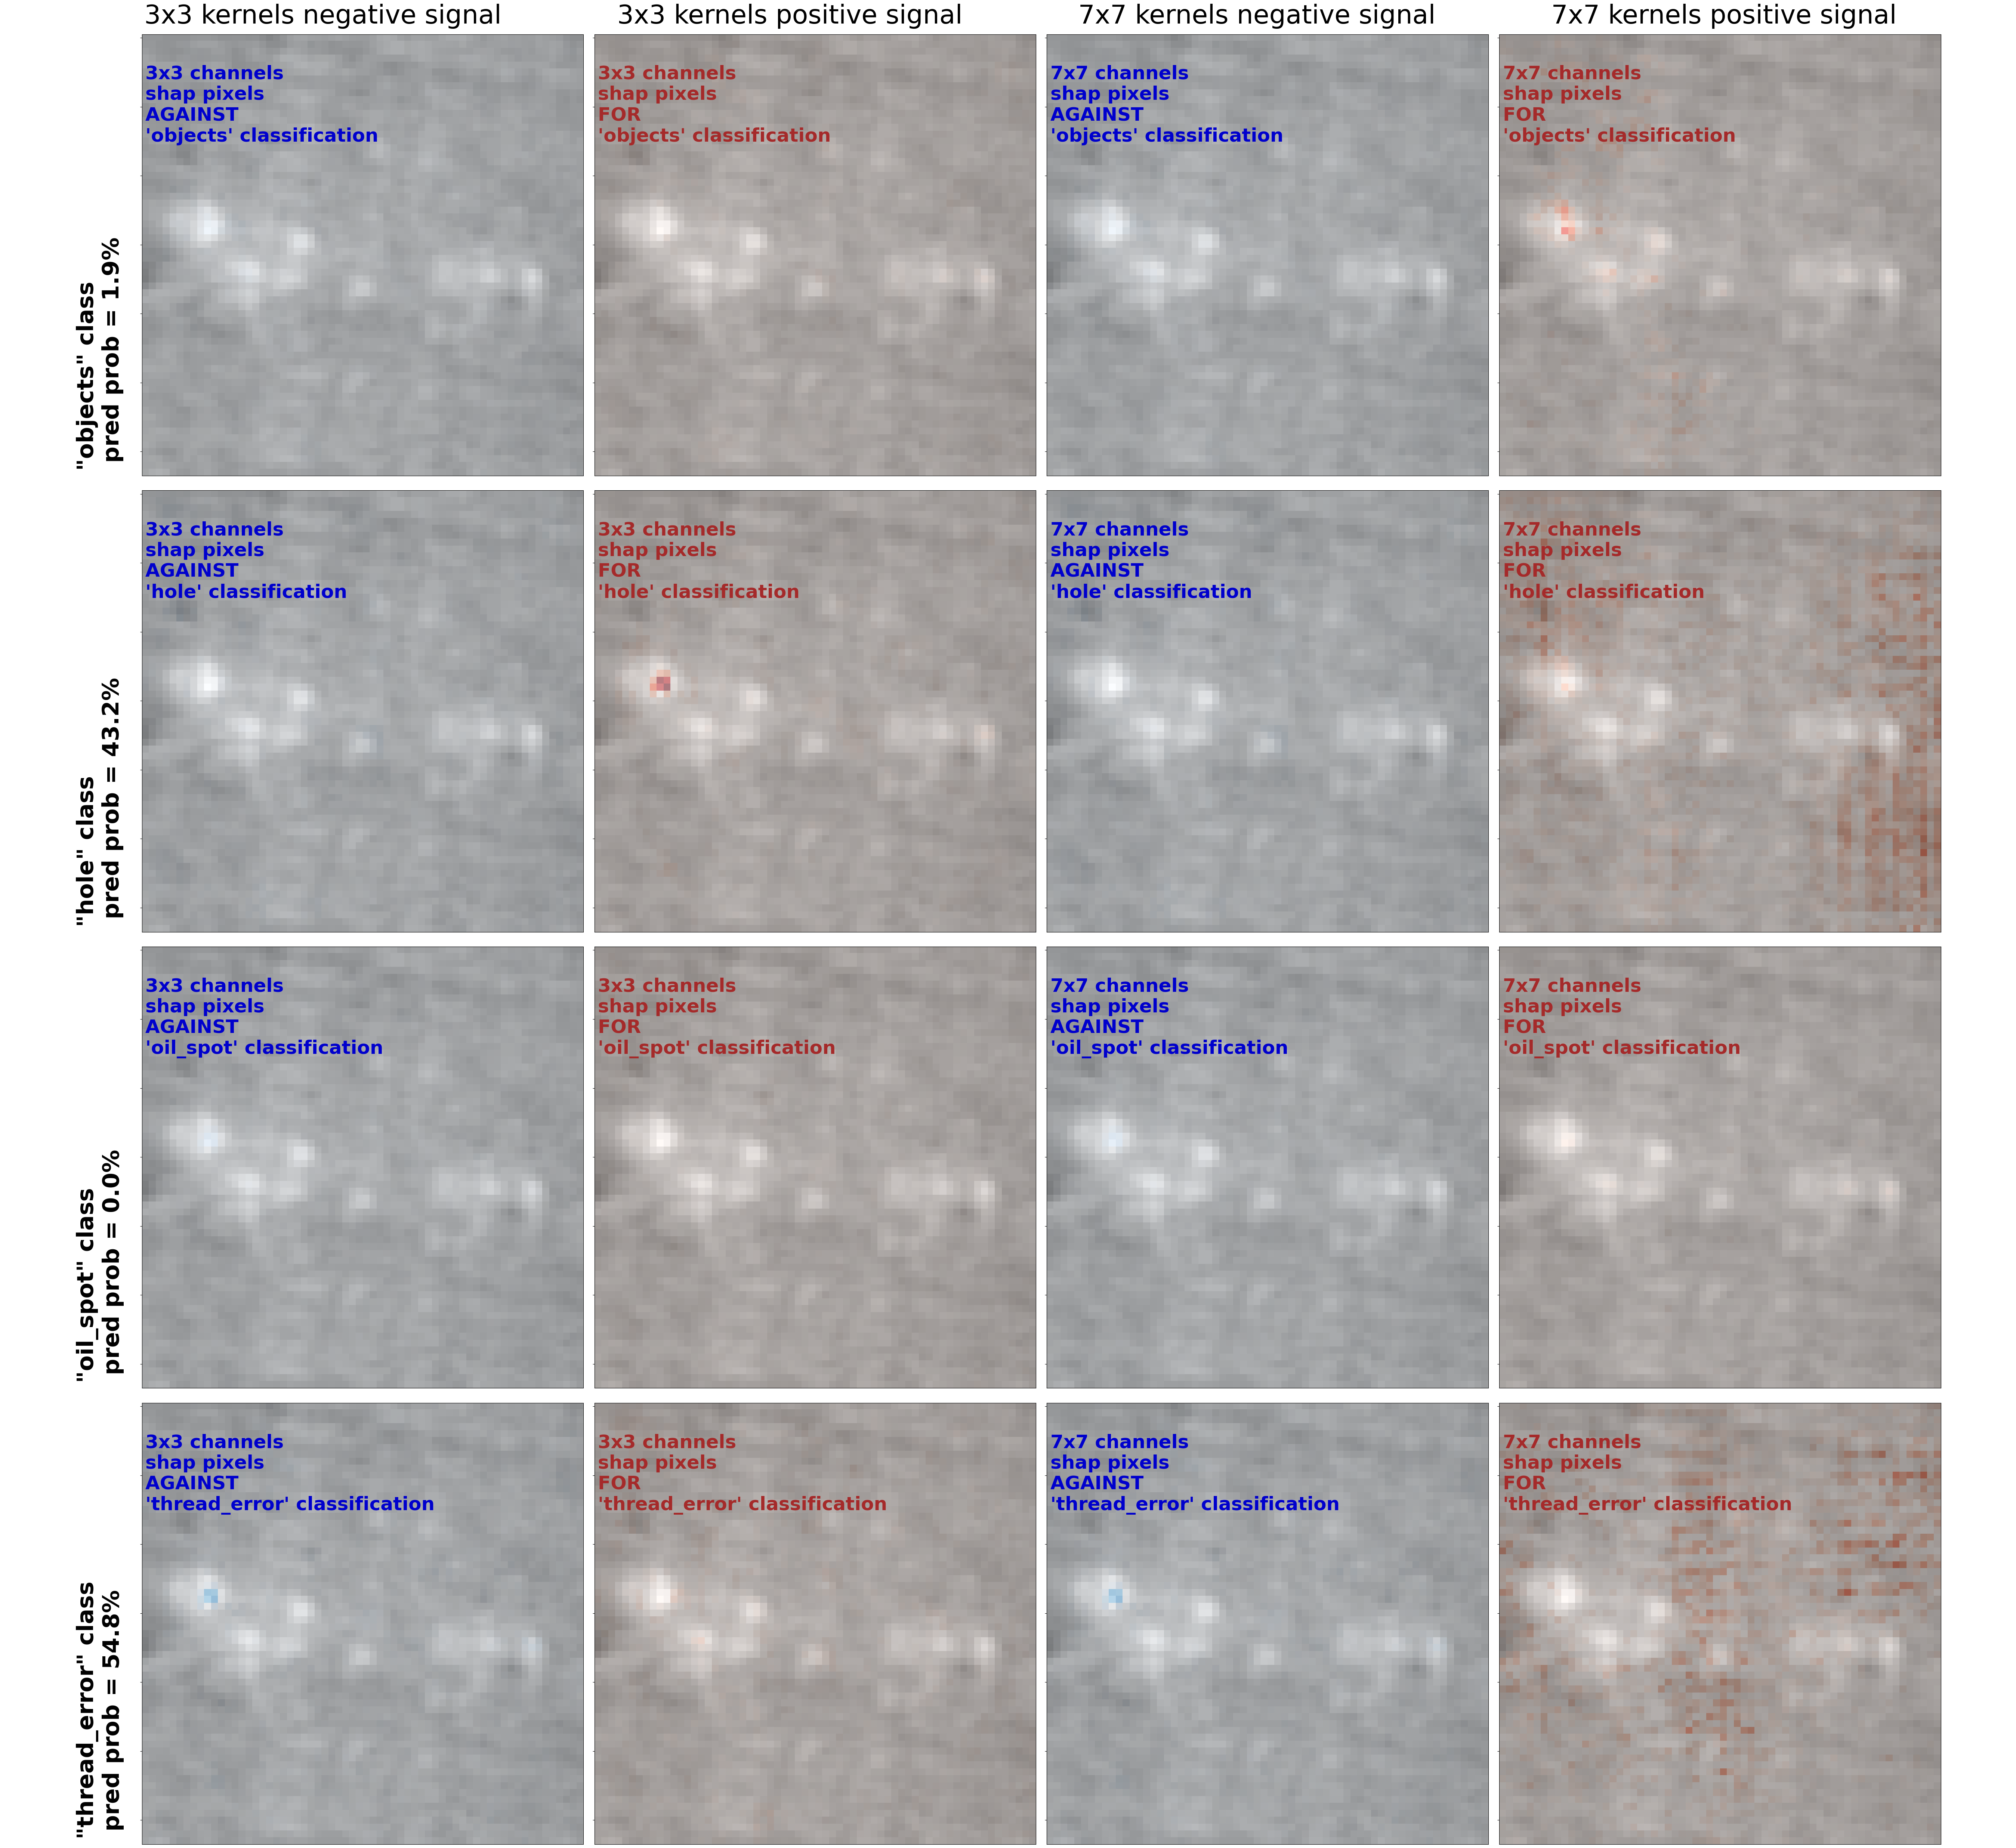 3x3 kernels negative signal
3x3 kernels positive signal
7x7 kernels negative signal
7x7 kernels positive signal
"objects" class
pred prob = 1.9%
3x3 channels
shap pixels
AGAINST
'objects' classification
3x3 channels
shap pixels
FOR
'objects' classification
7x7 channels
shap pixels
AGAINST
'objects' classification
7x7 channels
shap pixels
FOR
'objects' classification
"hole" class
pred prob = 43.2%
3x3 channels
shap pixels
AGAINST
'hole' classification
3x3 channels
shap pixels
FOR
'hole' classification
7x7 channels
shap pixels
AGAINST
'hole' classification
7x7 channels
shap pixels
FOR
'hole' classification
"oil_spot" class
pred prob = 0.0%
3x3 channels
shap pixels
AGAINST
'oil_spot' classification
3x3 channels
shap pixels
FOR
'oil_spot' classification
7x7 channels
shap pixels
AGAINST
'oil_spot' classification
7x7 channels
shap pixels
FOR
'oil_spot' classification
"thread_error" class
pred prob = 54.8%
3x3 channels
shap pixels
AGAINST
'thread_error' classification
3x3 channels
shap pixels
FOR
'thread_error' classification
7x7 channels
shap pixels
AGAINST
'thread_error' classification
7x7 channels
shap pixels
FOR
'thread_error' classification